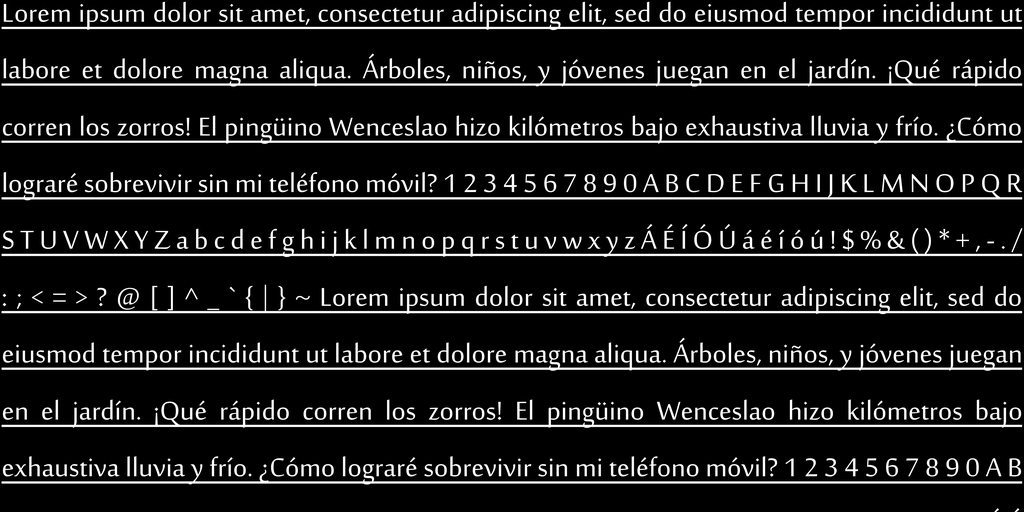 Lorem ipsum dolor sit amet, consectetur adipiscing elit, sed do eiusmod tempor incididunt ut
labore et dolore magna aliqua. Árboles, niños, y jóvenes juegan en el jardín. ¡Qué rápido
corren los zorros! El pingüino Wenceslao hizo kilómetros bajo exhaustiva lluvia y frío. ¿Cómo
lograré sobrevivir sin mi teléfono móvil? 1 2 3 4 5 6 7 8 9 0 A B C D E F G H I J K L M N O P Q R
S T U V W X Y Z a b c d e f g h i j k l m n o p q r s t u v w x y z Á É Í Ó Ú á é í ó ú ! $ % & ( ) * + , - . /
: ; < = > ? @ [ ] ^ _ ` { | } ~ Lorem ipsum dolor sit amet, consectetur adipiscing elit, sed do
eiusmod tempor incididunt ut labore et dolore magna aliqua. Árboles, niños, y jóvenes juegan
en el jardín. ¡Qué rápido corren los zorros! El pingüino Wenceslao hizo kilómetros bajo
exhaustiva lluvia y frío. ¿Cómo lograré sobrevivir sin mi teléfono móvil? 1 2 3 4 5 6 7 8 9 0 A B